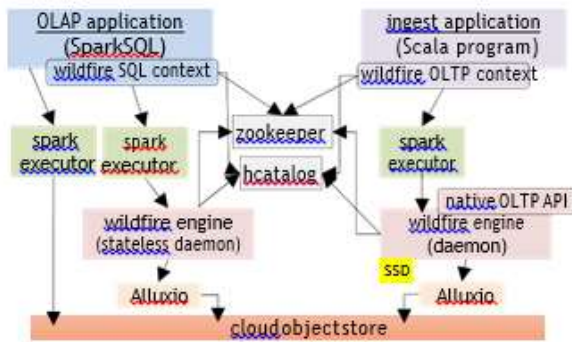 OLAP application
(SparkSQL)
wildfire SQL context
ingest application
(Scala program)
wildfire OLTP context
spark
executor
spark
executor
zookeeper
hcatalog
spark
executor
native OLTP API
wildfire engine
(stateless daemon)
wildfire engine
(daemon)
SSD
Alluxio
Alluxio
cloudobjectstore